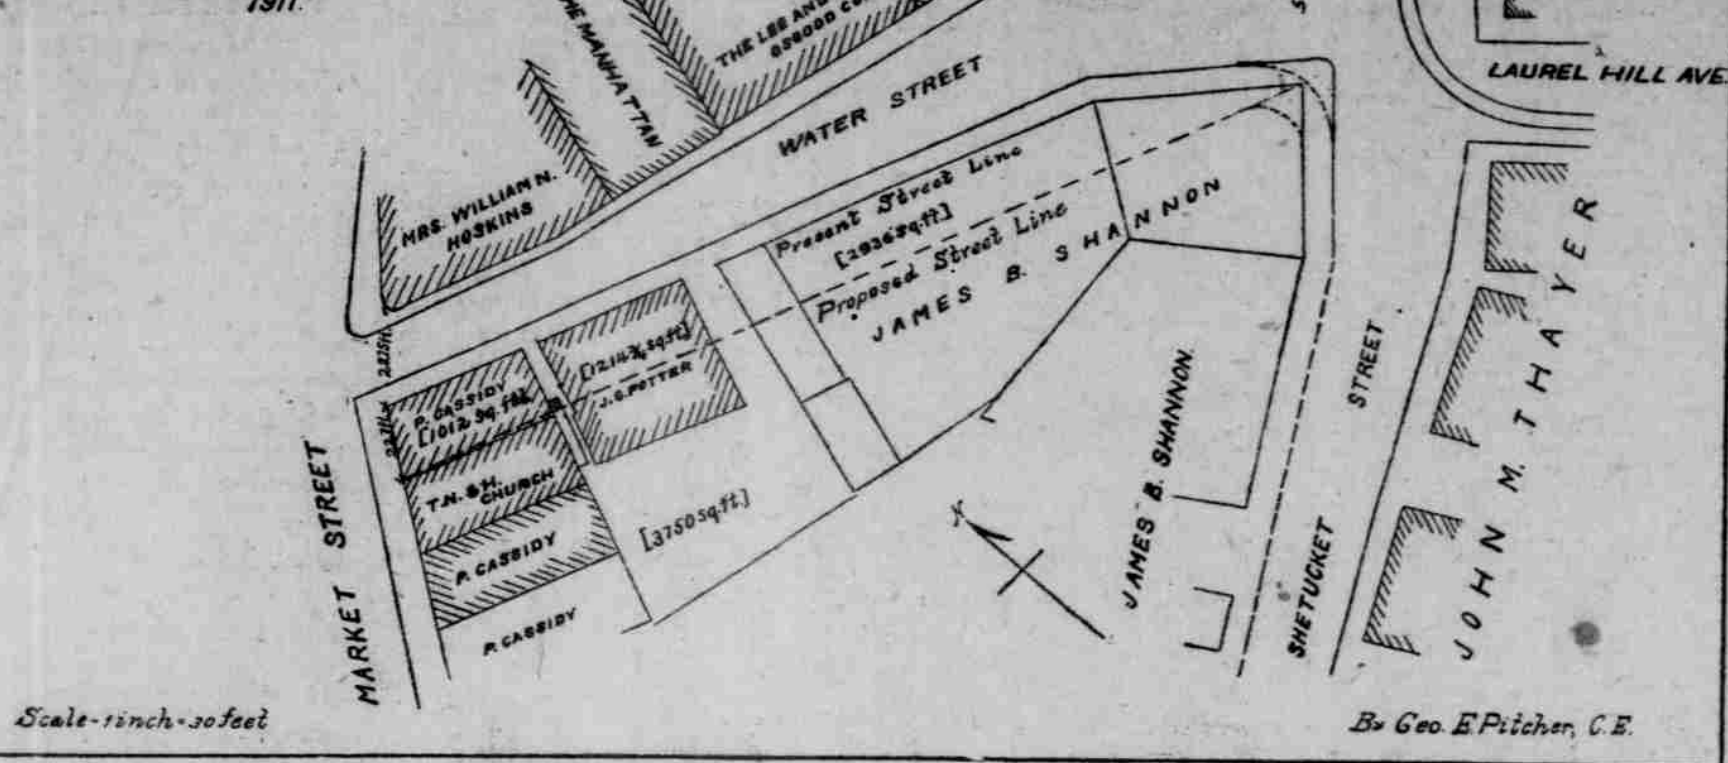 1911.
THE MANHATTAN
THE LEE AND
OSGOOD CO
LAUREL HILL AVE.
WATER STREET
MRS. WILLIAM N.
HOSKINS
Present Street Line
[2936 sq.ft.]
Proposed Street Line
JAMES B. SHANNON
[1214¾ sq.ft.]
J.G. POTTER
P. CASSIDY
[1012 sq.ft.]
T.N. & H.
CHURCH
P. CASSIDY
P. CASSIDY
[3750 sq.ft.]
MARKET STREET
N
JAMES B. SHANNON.
SHETUCKET STREET
JOHN M. THAYER
Scale-1inch=30feet
By Geo. E. Pitcher, C.E.